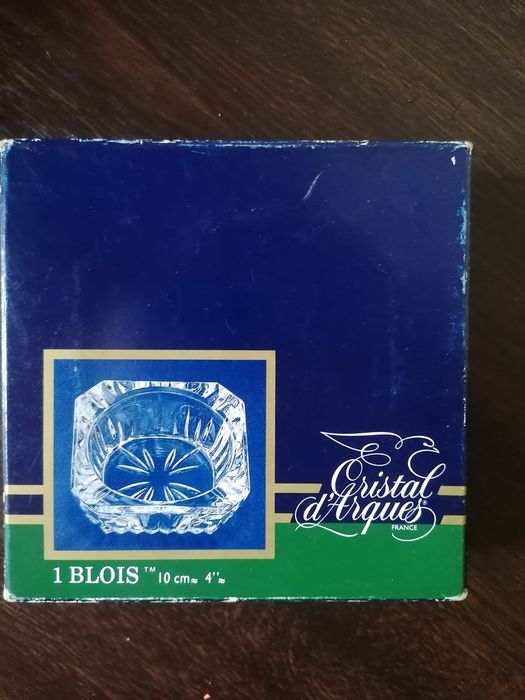 Cristal
d'Arques®
FRANCE
1 BLOIS ™ 10 cm≈ 4''≈